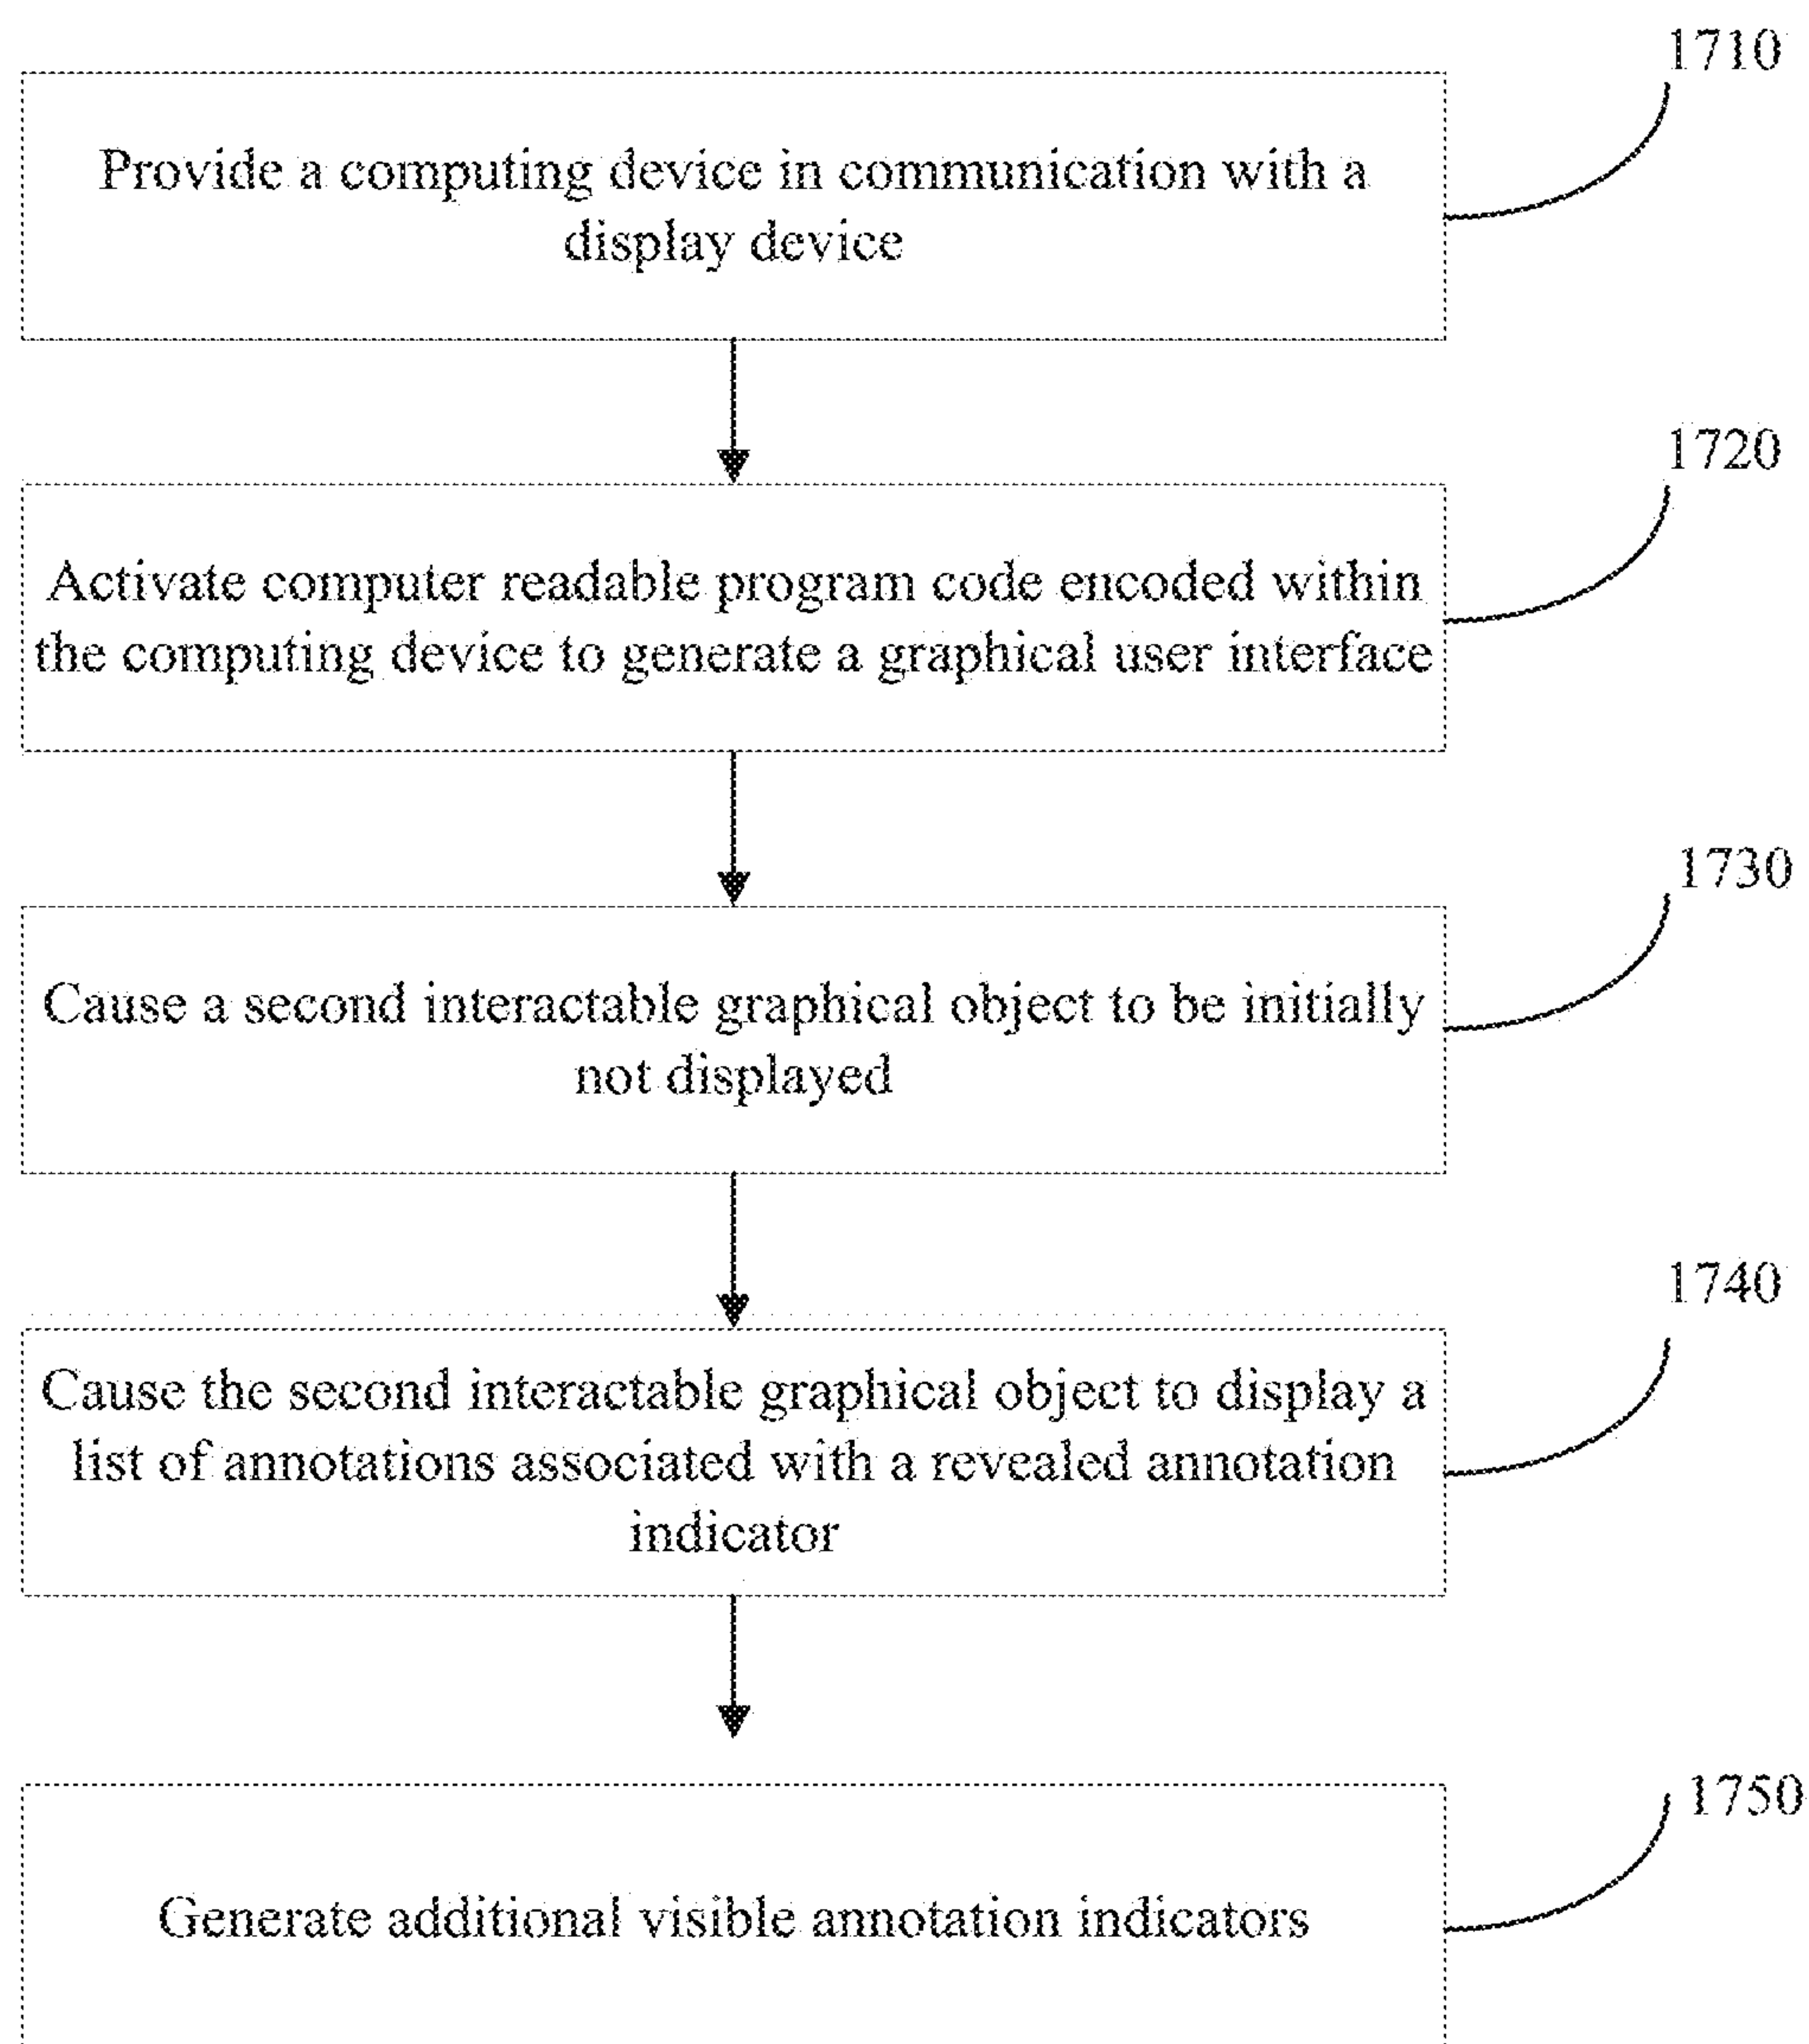 1710
Provide a computing device in communication with a
display device
1720
Activate computer readable program code encoded within
the computing device to generate a graphical user interface
1730
Cause a second interactable graphical object to be initially
not displayed
1740
Cause the second interactable graphical object to display a
list of annotations associated with a revealed annotation
indicator
1750
Generate additional visible annotation indicators